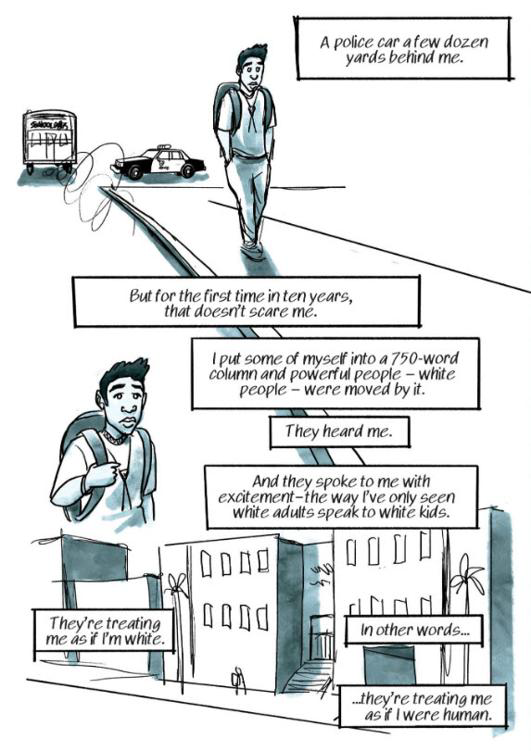 A police car a few dozen
yards behind me.
SCHOOL BUS
But for the first time in ten years,
that doesn't scare me.
I put some of myself into a 750-word
column and powerful people – white
people – were moved by it.
They heard me.
And they spoke to me with
excitement–the way I've only seen
white adults speak to white kids.
They're treating
me as if I'm white.
In other words...
...they're treating me
as if I were human.